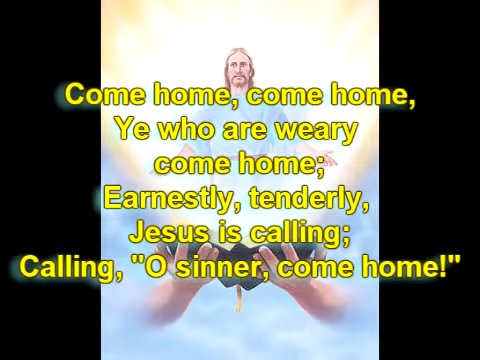 Come home, come home,
Ye who are weary
come home;
Earnestly, tenderly,
Jesus is calling;
Calling, "O sinner, come home!"